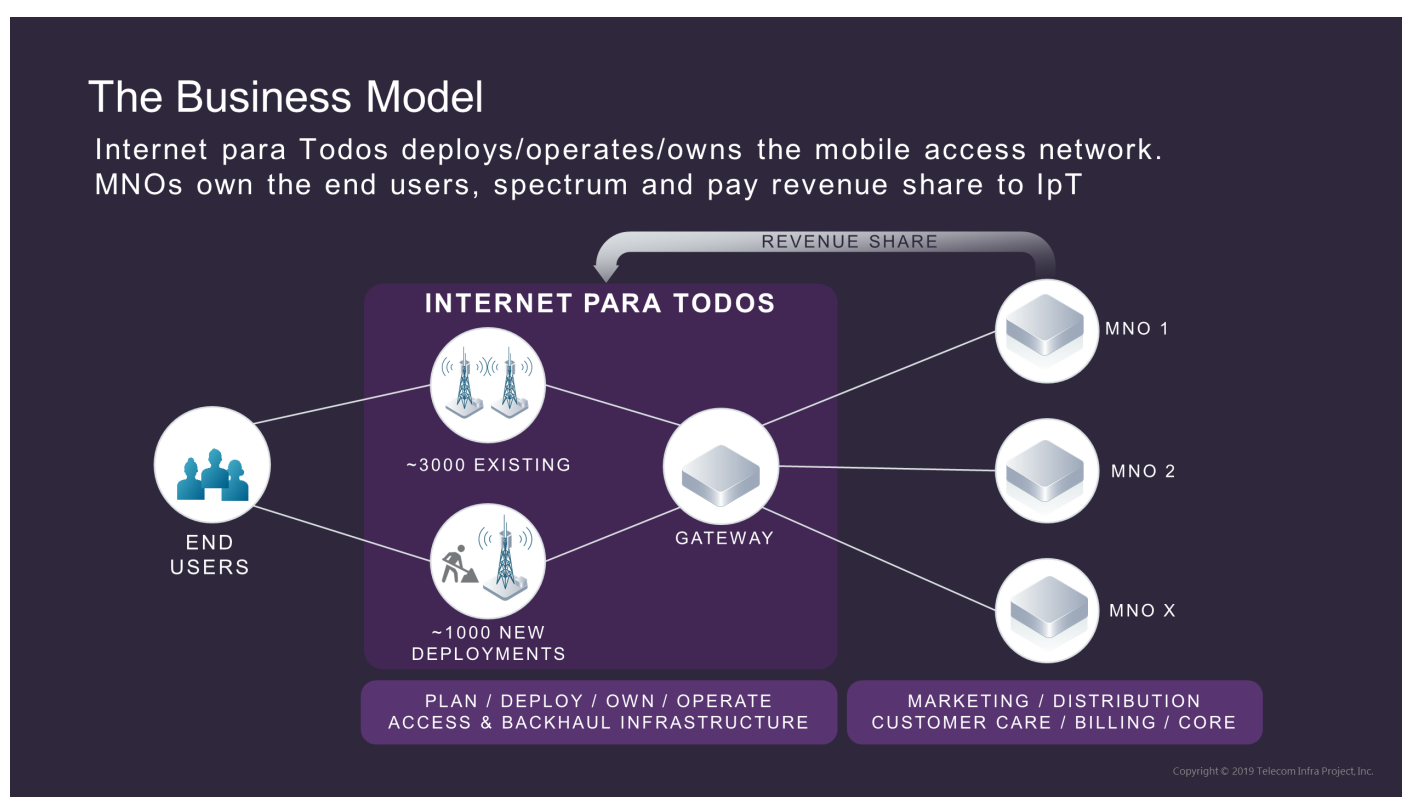 The Business Model
Internet para Todos deploys/operates/owns the mobile access network.
MNOs own the end users, spectrum and pay revenue share to IpT
REVENUE SHARE
INTERNET PARA TODOS
MNO 1
~3000 EXISTING
MNO 2
GATEWAY
END
USERS
MNO X
~1000 NEW
DEPLOYMENTS
PLAN / DEPLOY / OWN / OPERATE
ACCESS & BACKHAUL INFRASTRUCTURE
MARKETING / DISTRIBUTION
CUSTOMER CARE / BILLING / CORE
Copyright © 2019 Telecom Infra Project, Inc.